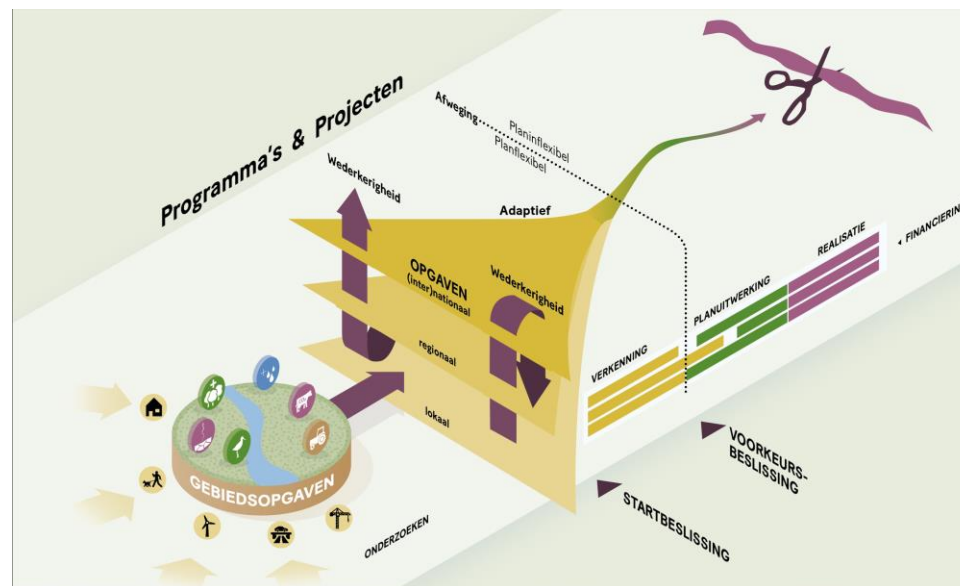 Programma's & Projecten
Afweging
Planinflexibel
Planflexibel
Wederkerigheid
Adaptief
OPGAVEN
(inter)nationaal
Wederkerigheid
regionaal
lokaal
REALISATIE
FINANCIERIN
PLANUITWERKING
VERKENNING
GEBIEDSOPGAVEN
ONDERZOEKEN
VOORKEURS-
BESLISSING
STARTBESLISSING